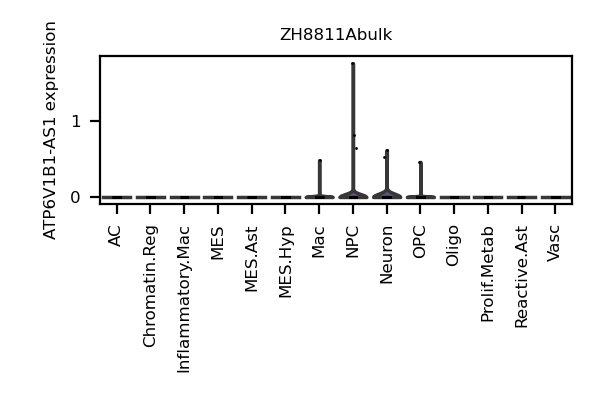 ZH8811Abulk
ATP6V1B1-AS1 expression
1
0
AC
Chromatin.Reg
Inflammatory.Mac
MES
MES.Ast
MES.Hyp
Mac
NPC
Neuron
OPC
Oligo
Prolif.Metab
Reactive.Ast
Vasc